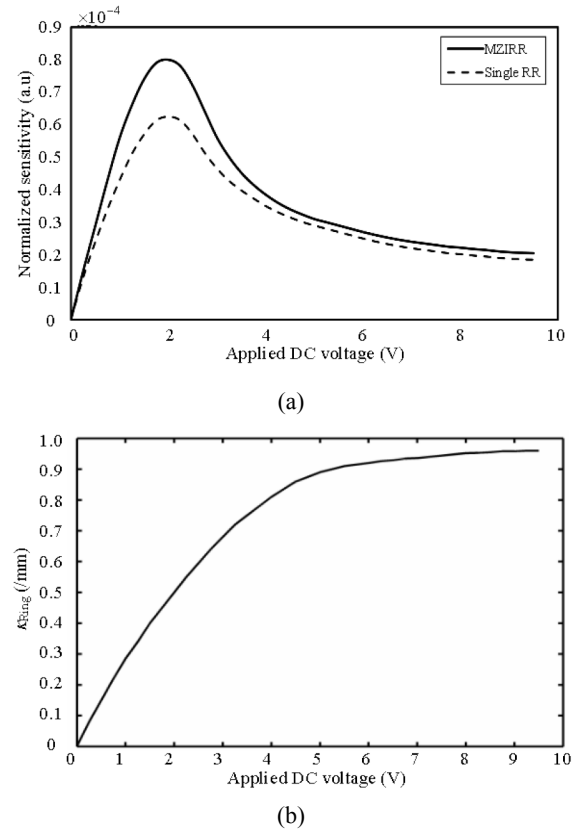 ×10⁻⁴
0.9
0.8
0.7
0.6
0.5
0.4
0.3
0.2
0.1
0
Normalized sensitivity (a.u)
MZIRR
Single RR
0 2 4 6 8 10
Applied DC voltage (V)
(a)
1.0
0.9
0.8
0.7
0.6
0.5
0.4
0.3
0.2
0.1
0
κRing (/mm)
0 1 2 3 4 5 6 7 8 9 10
Applied DC voltage (V)
(b)